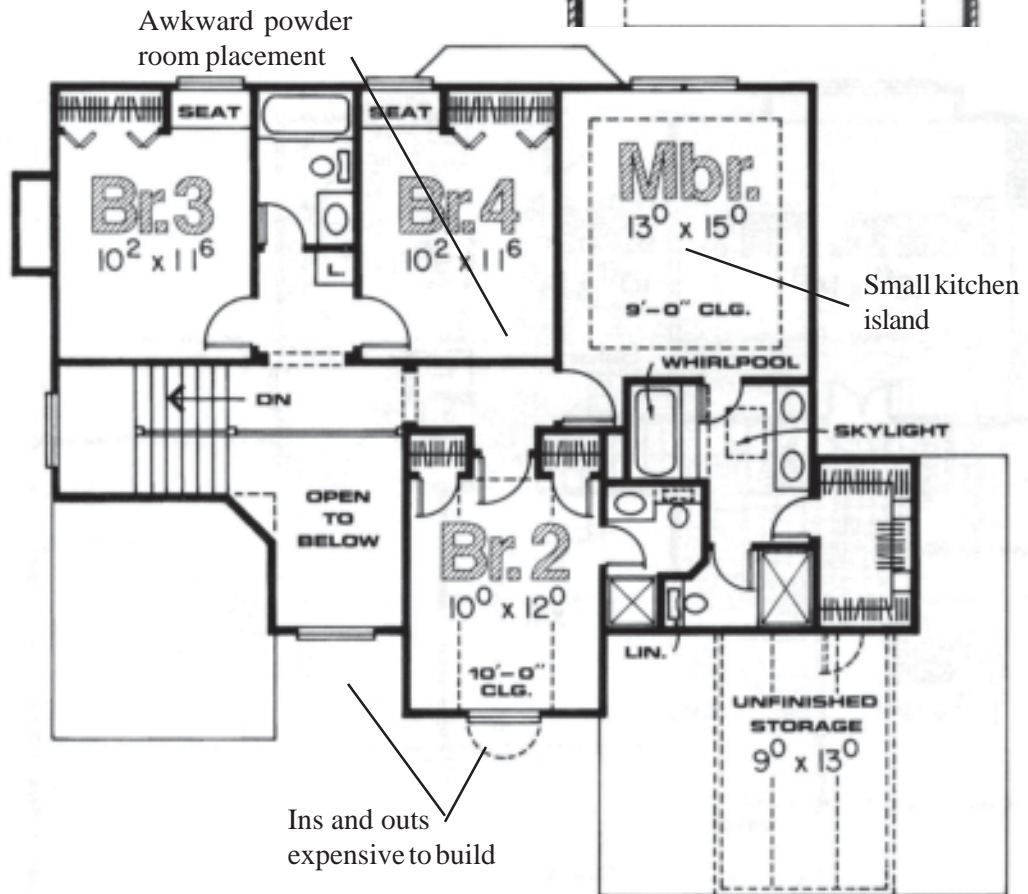 Awkward powder
room placement
SEAT
SEAT
Br. 3
10² x 11⁶
Br. 4
10² x 11⁶
Mbr.
13⁰ x 15⁰
9'-0" CLG.
Small kitchen
island
L
WHIRLPOOL
DN
SKYLIGHT
OPEN
TO
BELOW
Br. 2
10⁰ x 12⁰
10'-0"
CLG.
LIN.
UNFINISHED
STORAGE
9⁰ x 13⁰
Ins and outs
expensive to build